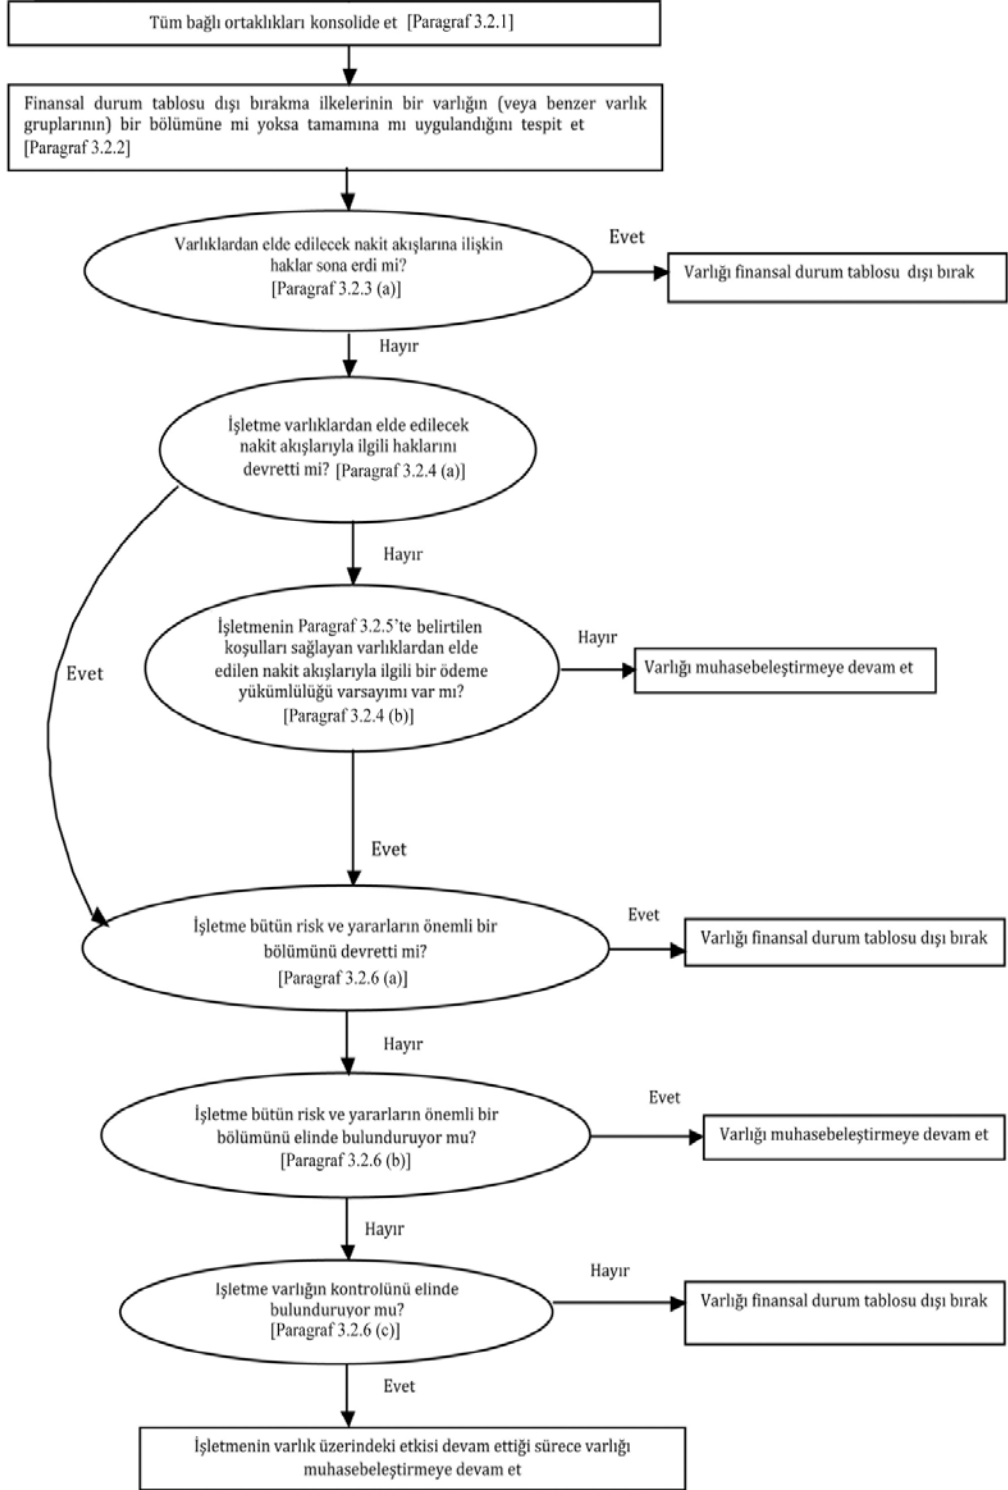 Tüm bağlı ortaklıkları konsolide et [Paragraf 3.2.1]
Finansal durum tablosu dışı bırakma ilkelerinin bir varlığın (veya benzer varlık
gruplarının) bir bölümüne mi yoksa tamamına mı uygulandığını tespit et
[Paragraf 3.2.2]
Varlıklardan elde edilecek nakit akışlarına ilişkin
haklar sona erdi mi?
[Paragraf 3.2.3 (a)]
Evet
Varlığı finansal durum tablosu dışı bırak
Hayır
İşletme varlıklardan elde edilecek
nakit akışlarıyla ilgili haklarını
devretti mi? [Paragraf 3.2.4 (a)]
Hayır
Evet
İşletmenin Paragraf 3.2.5'te belirtilen
koşulları sağlayan varlıklardan elde
edilen nakit akışlarıyla ilgili bir ödeme
yükümlülüğü varsayımı var mı?
[Paragraf 3.2.4 (b)]
Hayır
Varlığı muhasebeleştirmeye devam et
Evet
İşletme bütün risk ve yararların önemli bir
bölümünü devretti mi?
[Paragraf 3.2.6 (a)]
Evet
Varlığı finansal durum tablosu dışı bırak
Hayır
İşletme bütün risk ve yararların önemli bir
bölümünü elinde bulunduruyor mu?
[Paragraf 3.2.6 (b)]
Evet
Varlığı muhasebeleştirmeye devam et
Hayır
Işletme varlığın kontrolünü elinde
bulunduruyor mu?
[Paragraf 3.2.6 (c)]
Hayır
Varlığı finansal durum tablosu dışı bırak
Evet
İşletmenin varlık üzerindeki etkisi devam ettiği sürece varlığı
muhasebeleştirmeye devam et